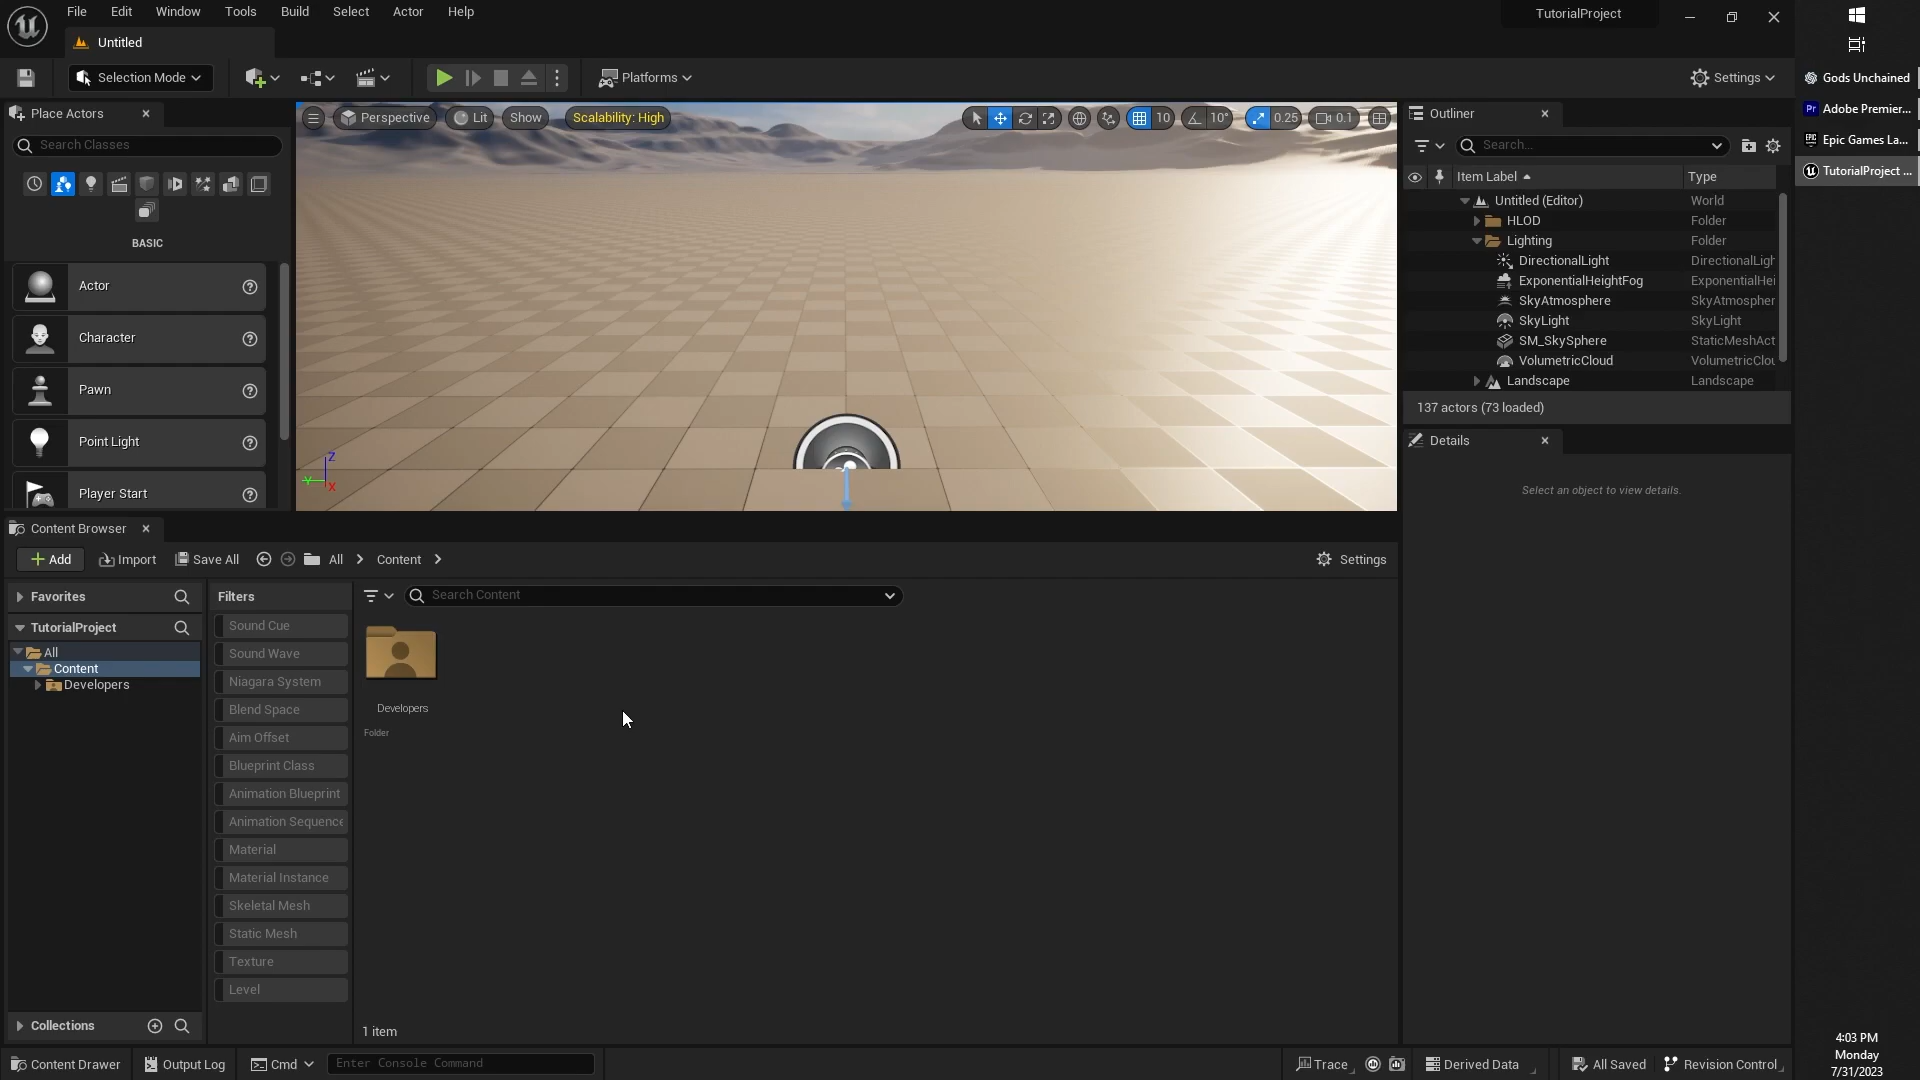 File Edit Window Tools Build Select Actor Help
TutorialProject
Untitled
Selection Mode
Platforms
Settings
Gods Unchained
Pr Adobe Premier...
EPIC Epic Games La...
TutorialProject ...
Place Actors
Search Classes
BASIC
Actor
Character
Pawn
Point Light
Player Start
Perspective
Lit
Show
Scalability: High
10
10°
0.25
0.1
Z
Y
X
Outliner
Search...
Item Label
Type
Untitled (Editor) World
HLOD Folder
Lighting Folder
DirectionalLight DirectionalLigh
ExponentialHeightFog ExponentialHei
SkyAtmosphere SkyAtmospher
SkyLight SkyLight
SM_SkySphere StaticMeshAct
VolumetricCloud VolumetricClou
Landscape Landscape
137 actors (73 loaded)
Details
Select an object to view details.
Content Browser
Add
Import
Save All
All
Content
Settings
Favorites
TutorialProject
All
Content
Developers
Collections
Filters
Sound Cue
Sound Wave
Niagara System
Blend Space
Aim Offset
Blueprint Class
Animation Blueprint
Animation Sequence
Material
Material Instance
Skeletal Mesh
Static Mesh
Texture
Level
Search Content
Developers
Folder
1 item
Content Drawer
Output Log
Cmd
Enter Console Command
Trace
Derived Data
All Saved
Revision Control
4:03 PM
Monday
7/31/2023